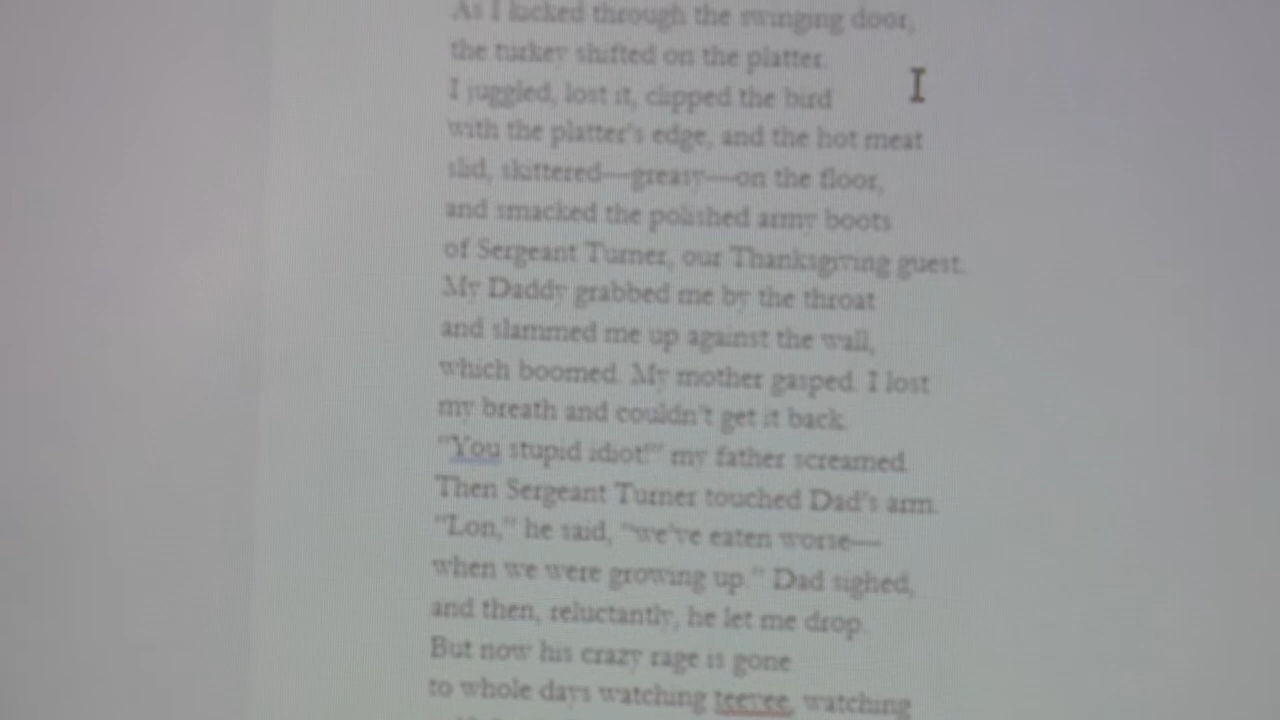 As I kicked through the swinging door,
the turkey shifted on the platter.
I juggled, lost it, clipped the bird
with the platter's edge, and the hot meat
slid, skittered—greasy—on the floor,
and smacked the polished army boots
of Sergeant Turner, our Thanksgiving guest.
My Daddy grabbed me by the throat
and slammed me up against the wall,
which boomed. My mother gasped. I lost
my breath and couldn't get it back.
"You stupid idiot!" my father screamed.
Then Sergeant Turner touched Dad's arm.
"Lon," he said, "we've eaten worse—
when we were growing up." Dad sighed,
and then, reluctantly, he let me drop.
But now his crazy rage is gone
to whole days watching teevee, watching